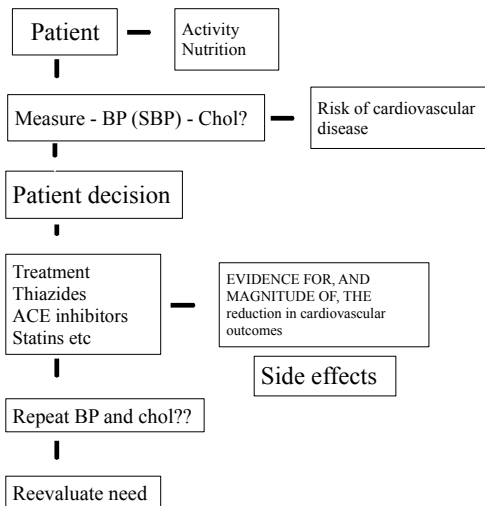 Patient
Activity
Nutrition
Measure - BP (SBP) - Chol?
Risk of cardiovascular
disease
Patient decision
Treatment
Thiazides
ACE inhibitors
Statins etc
EVIDENCE FOR, AND
MAGNITUDE OF, THE
reduction in cardiovascular
outcomes
Side effects
Repeat BP and chol??
Reevaluate need